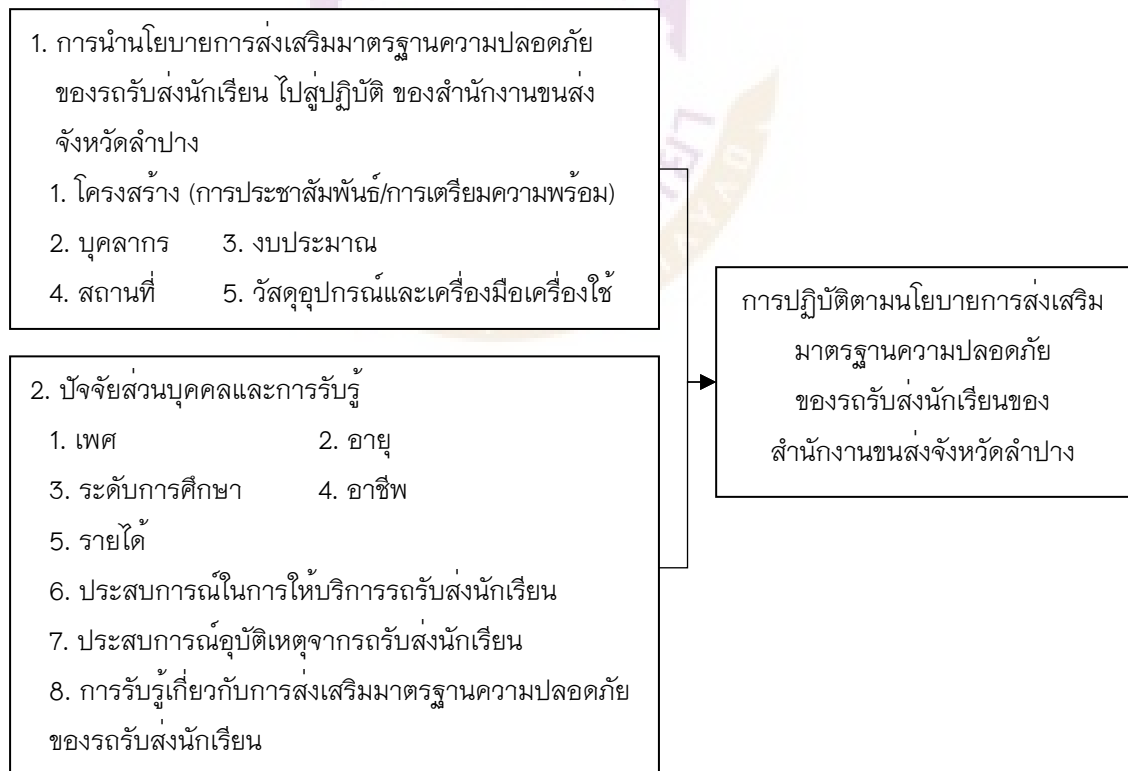 1. การนำนโยบายการส่งเสริมมาตรฐานความปลอดภัย
ของรถรับส่งนักเรียน ไปสู่ปฏิบัติ ของสำนักงานขนส่ง
จังหวัดลำปาง
1. โครงสร้าง (การประชาสัมพันธ์/การเตรียมความพร้อม)
2. บุคลากร 3. งบประมาณ
4. สถานที่ 5. วัสดุอุปกรณ์และเครื่องมือเครื่องใช้
2. ปัจจัยส่วนบุคคลและการรับรู้
1. เพศ 2. อายุ
3. ระดับการศึกษา 4. อาชีพ
5. รายได้
6. ประสบการณ์ในการให้บริการรถรับส่งนักเรียน
7. ประสบการณ์อุบัติเหตุจากรถรับส่งนักเรียน
8. การรับรู้เกี่ยวกับการส่งเสริมมาตรฐานความปลอดภัย
ของรถรับส่งนักเรียน
การปฏิบัติตามนโยบายการส่งเสริม
มาตรฐานความปลอดภัย
ของรถรับส่งนักเรียนของ
สำนักงานขนส่งจังหวัดลำปาง